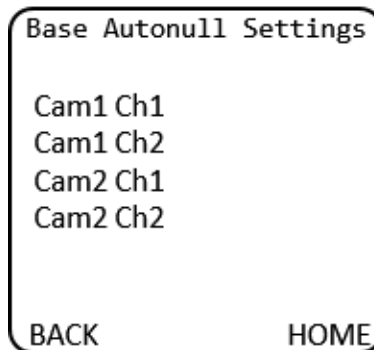 Base Autonull Settings
Cam1 Ch1
Cam1 Ch2
Cam2 Ch1
Cam2 Ch2
BACK HOME